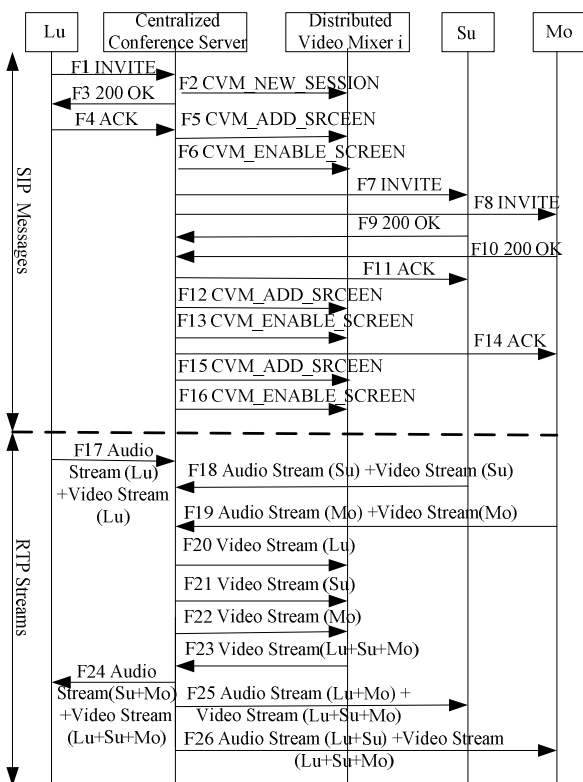 Lu
Centralized
Conference Server
Distributed
Video Mixer i
Su
Mo
F1 INVITE
F2 CVM_NEW_SESSION
F3 200 OK
F4 ACK
F5 CVM_ADD_SRCEEN
F6 CVM_ENABLE_SCREEN
F7 INVITE
F8 INVITE
F9 200 OK
F10 200 OK
F11 ACK
F12 CVM_ADD_SRCEEN
F13 CVM_ENABLE_SCREEN
F14 ACK
F15 CVM_ADD_SRCEEN
F16 CVM_ENABLE_SCREEN
SIP Messages
F17 Audio
Stream (Lu)
+Video Stream
(Lu)
F18 Audio Stream (Su) +Video Stream (Su)
F19 Audio Stream (Mo) +Video Stream(Mo)
F20 Video Stream (Lu)
F21 Video Stream (Su)
F22 Video Stream (Mo)
F23 Video Stream(Lu+Su+Mo)
F24 Audio
Stream(Su+Mo)
+Video Stream
(Lu+Su+Mo)
F25 Audio Stream (Lu+Mo) +
Video Stream (Lu+Su+Mo)
F26 Audio Stream (Lu+Su) +Video Stream
(Lu+Su+Mo)
RTP Streams